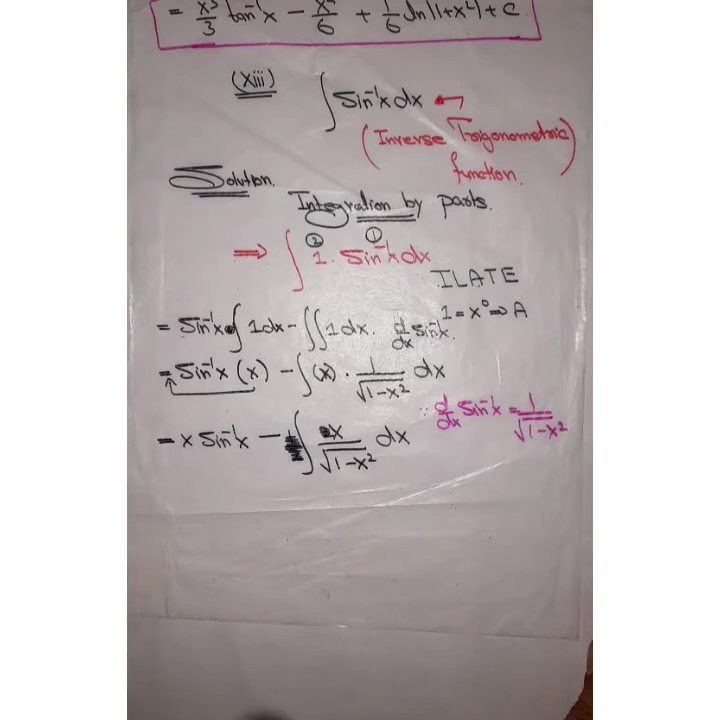 = x³/3 tan⁻¹x − x²/6 + 1/6 ln|1+x²| + c
(xiii) ∫ Sin⁻¹x dx
(Inverse Trigonometric function.)
Solution.
Integration by parts.
⇒ ∫ 1. Sin⁻¹x dx
② ①
ILATE
1 = x⁰ ⇒ A
= Sin⁻¹x ∫ 1dx − ∫∫ 1dx. d/dx Sin⁻¹x.
= Sin⁻¹x (x) − ∫ (x) · 1/√1−x² dx
∵ d/dx Sin⁻¹x = 1/√1−x²
= x Sin⁻¹x − ∫ x/√1−x² dx